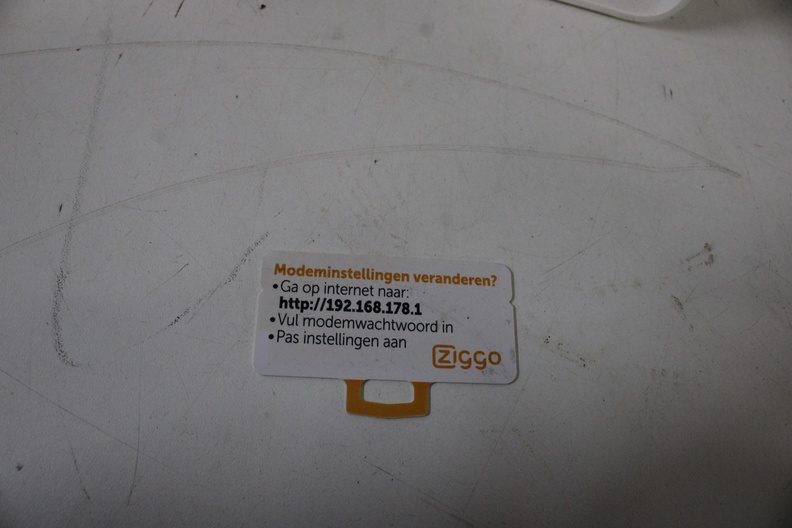 Modeminstellingen veranderen?
•Ga op internet naar:
http://192.168.178.1
•Vul modemwachtwoord in
•Pas instellingen aan
Ziggo